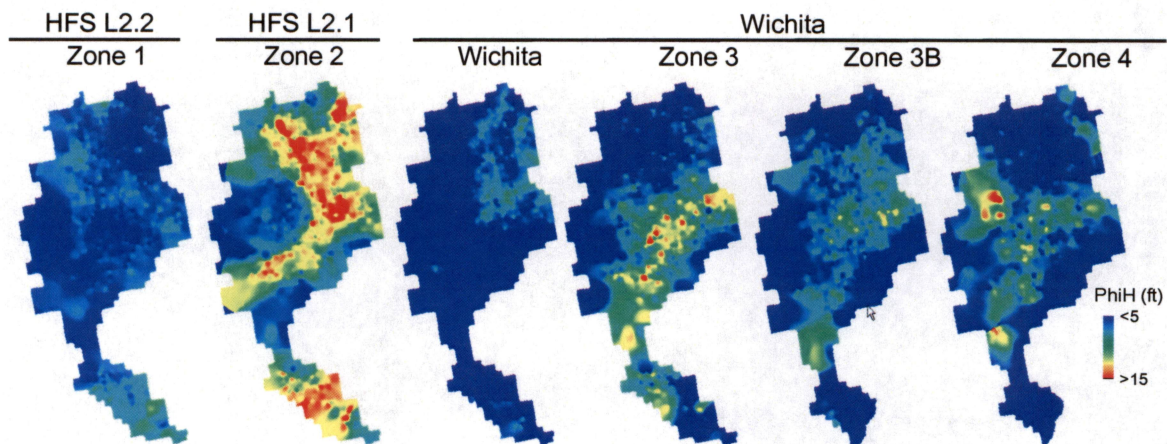 HFS L2.2 HFS L2.1 Wichita
Zone 1 Zone 2 Wichita Zone 3 Zone 3B Zone 4
PhiH (ft)
<5
>15